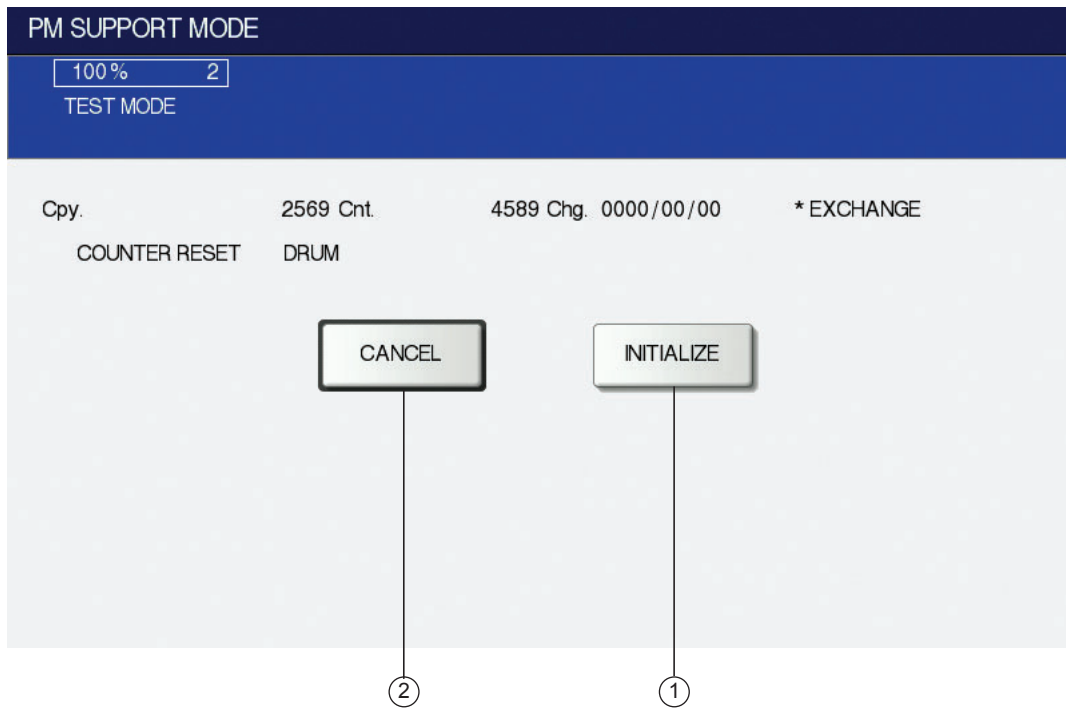 PM SUPPORT MODE
100% 2
TEST MODE
Cpy. 2569 Cnt. 4589 Chg. 0000/00/00 * EXCHANGE
COUNTER RESET DRUM
CANCEL INITIALIZE
2 1